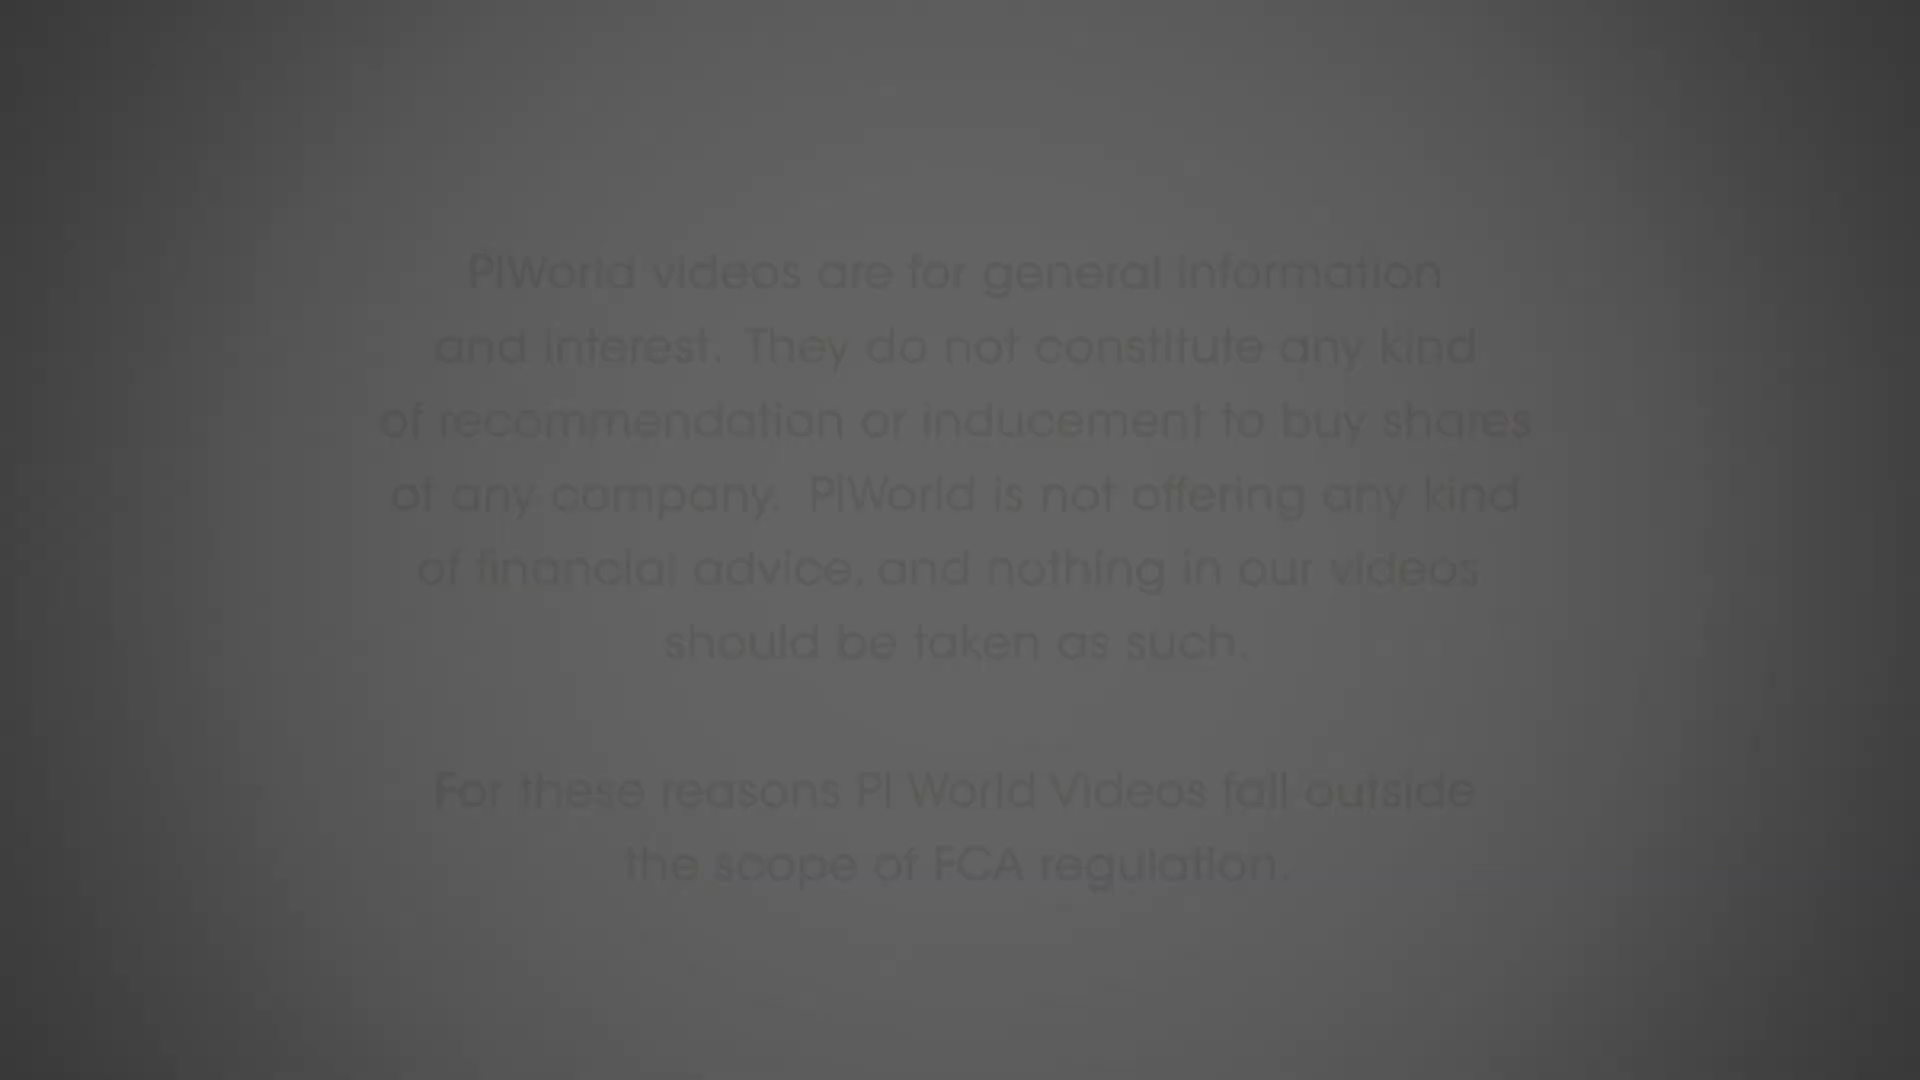 PIWorld videos are for general information
and interest. They do not constitute any kind
of recommendation or inducement to buy shares
of any company. PIWorld is not offering any kind
of financial advice, and nothing in our videos
should be taken as such.
For these reasons PI World Videos fall outside
the scope of FCA regulation.